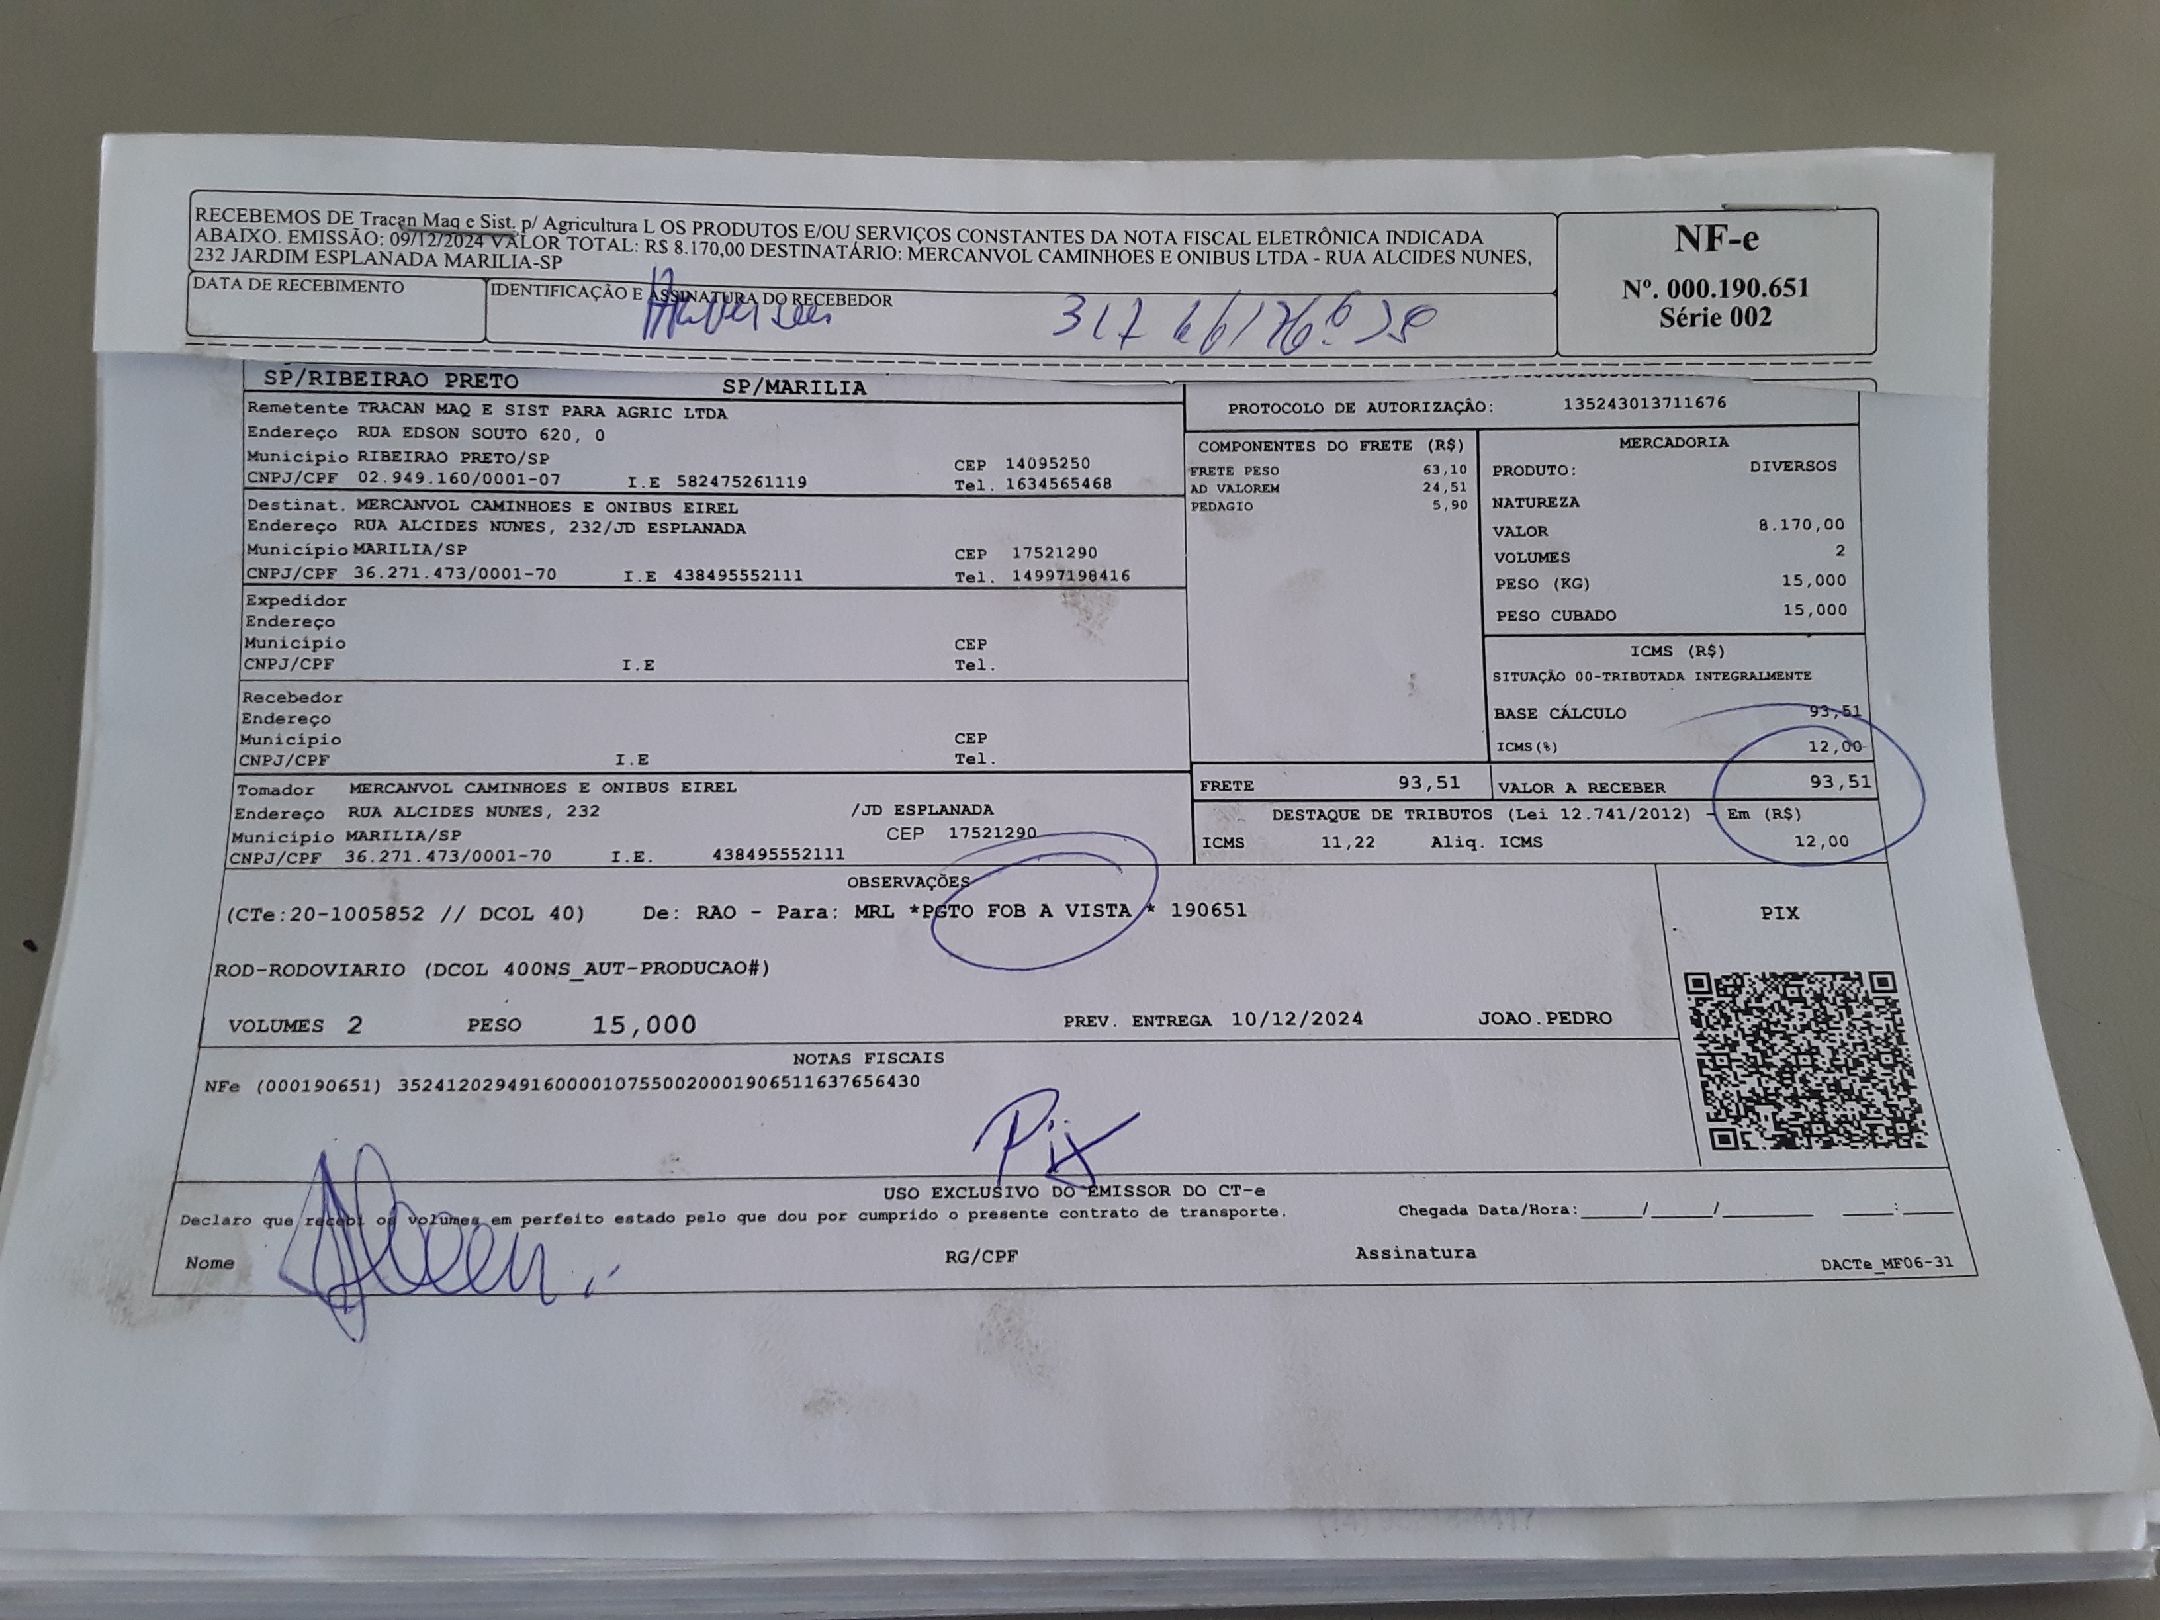 RECEBEMOS DE Tracan Maq e Sist. p/ Agricultura L OS PRODUTOS E/OU SERVIÇOS CONSTANTES DA NOTA FISCAL ELETRÔNICA INDICADA
ABAIXO. EMISSÃO: 09/12/2024 VALOR TOTAL: R$ 8.170,00 DESTINATÁRIO: MERCANVOL CAMINHOES E ONIBUS LTDA - RUA ALCIDES NUNES,
232 JARDIM ESPLANADA MARILIA-SP
DATA DE RECEBIMENTO
IDENTIFICAÇÃO E ASSINATURA DO RECEBEDOR
NF-e
Nº. 000.190.651
Série 002
SP/RIBEIRAO PRETO SP/MARILIA
Remetente TRACAN MAQ E SIST PARA AGRIC LTDA
Endereço RUA EDSON SOUTO 620, 0
Município RIBEIRAO PRETO/SP CEP 14095250
CNPJ/CPF 02.949.160/0001-07 I.E 582475261119 Tel. 1634565468
Destinat. MERCANVOL CAMINHOES E ONIBUS EIREL
Endereço RUA ALCIDES NUNES, 232/JD ESPLANADA
Município MARILIA/SP CEP 17521290
CNPJ/CPF 36.271.473/0001-70 I.E 438495552111 Tel. 14997198416
Expedidor
Endereço
Município CEP
CNPJ/CPF I.E Tel.
Recebedor
Endereço
Município CEP
CNPJ/CPF I.E Tel.
Tomador MERCANVOL CAMINHOES E ONIBUS EIREL
Endereço RUA ALCIDES NUNES, 232 /JD ESPLANADA
Município MARILIA/SP CEP 17521290
CNPJ/CPF 36.271.473/0001-70 I.E. 438495552111
PROTOCOLO DE AUTORIZAÇÃO: 135243013711676
COMPONENTES DO FRETE (R$)
FRETE PESO 63,10
AD VALOREM 24,51
PEDAGIO 5,90
MERCADORIA
PRODUTO: DIVERSOS
NATUREZA
VALOR 8.170,00
VOLUMES 2
PESO (KG) 15,000
PESO CUBADO 15,000
ICMS (R$)
SITUAÇÃO 00-TRIBUTADA INTEGRALMENTE
BASE CÁLCULO 93,51
ICMS(%) 12,00
FRETE 93,51 VALOR A RECEBER 93,51
DESTAQUE DE TRIBUTOS (Lei 12.741/2012) - Em (R$)
ICMS 11,22 Aliq. ICMS 12,00
OBSERVAÇÕES
(CTe:20-1005852 // DCOL 40) De: RAO - Para: MRL *PGTO FOB A VISTA * 190651
ROD-RODOVIARIO (DCOL 400NS_AUT-PRODUCAO#)
VOLUMES 2 PESO 15,000 PREV. ENTREGA 10/12/2024 JOAO.PEDRO
PIX
NOTAS FISCAIS
NFe (000190651) 35241202949160000107550020001906511637656430
Pix
USO EXCLUSIVO DO EMISSOR DO CT-e
Declaro que recebi os volumes em perfeito estado pelo que dou por cumprido o presente contrato de transporte. Chegada Data/Hora:_____/_____/_______ ____:____
Nome RG/CPF Assinatura
DACTe_MF06-31